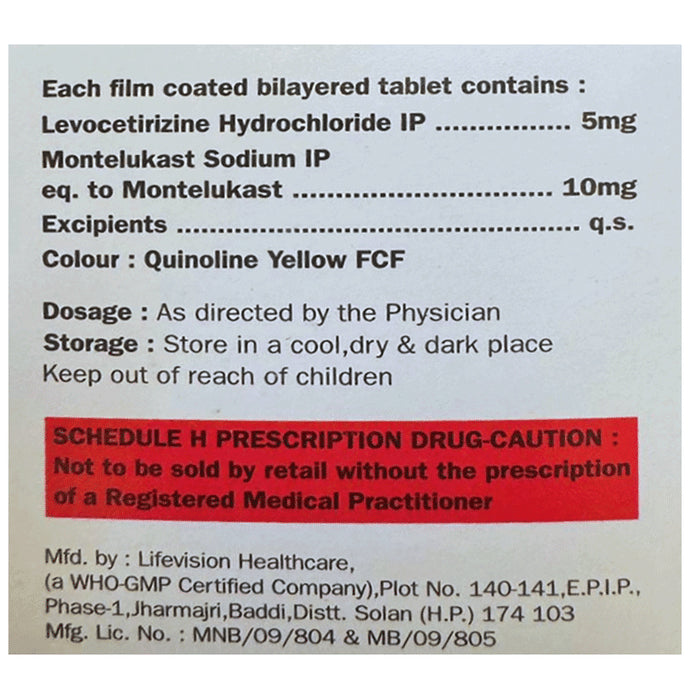 Each film coated bilayered tablet contains :
Levocetirizine Hydrochloride IP ................ 5mg
Montelukast Sodium IP
eq. to Montelukast ............................... 10mg
Excipients ................................................ q.s.
Colour : Quinoline Yellow FCF
Dosage : As directed by the Physician
Storage : Store in a cool,dry & dark place
Keep out of reach of children
SCHEDULE H PRESCRIPTION DRUG-CAUTION :
Not to be sold by retail without the prescription
of a Registered Medical Practitioner
Mfd. by : Lifevision Healthcare,
(a WHO-GMP Certified Company),Plot No. 140-141,E.P.I.P.,
Phase-1,Jharmajri,Baddi,Distt. Solan (H.P.) 174 103
Mfg. Lic. No. : MNB/09/804 & MB/09/805